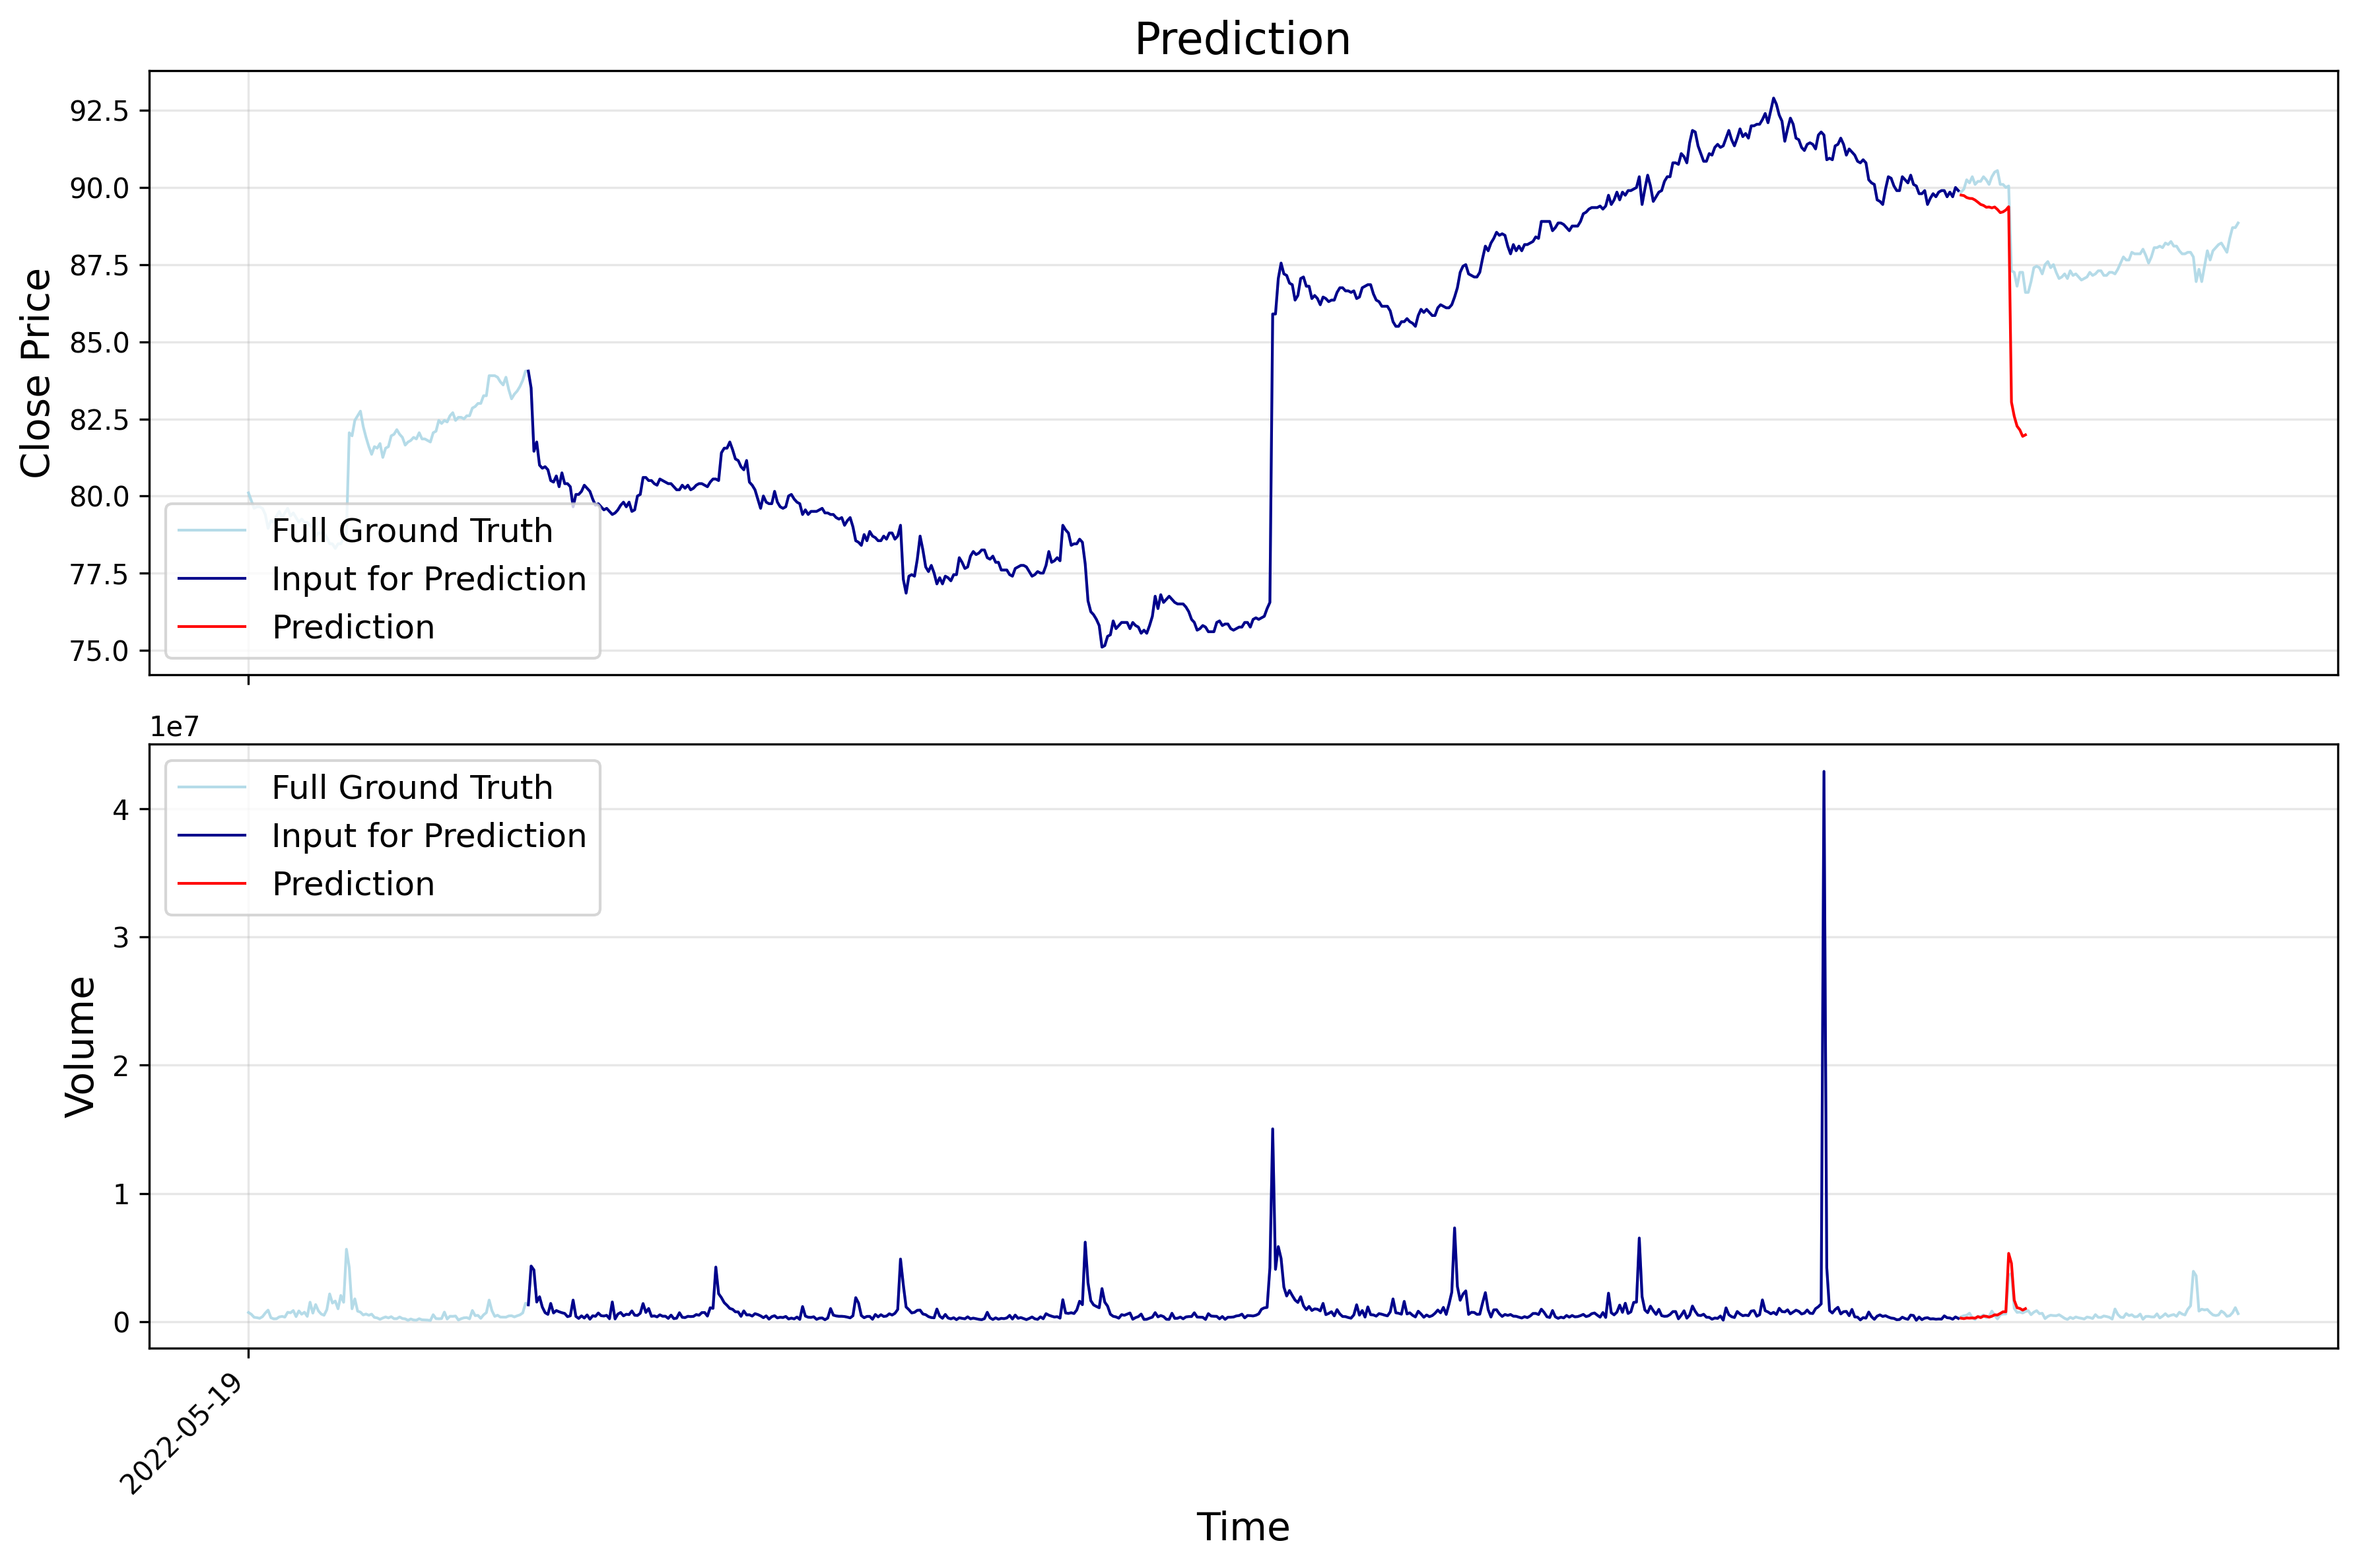 Prediction
Close Price
92.5
90.0
87.5
85.0
82.5
80.0
77.5
75.0
Full Ground Truth
Input for Prediction
Prediction
1e7
Volume
4
3
2
1
0
Full Ground Truth
Input for Prediction
Prediction
2022-05-19
Time